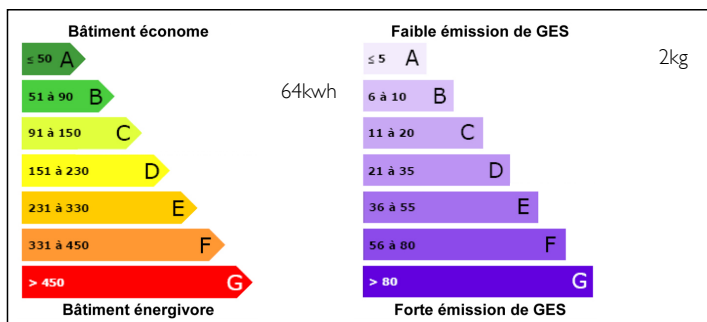 Bâtiment économe
≤ 50 A
51 à 90 B
64kwh
91 à 150 C
151 à 230 D
231 à 330 E
331 à 450 F
> 450 G
Bâtiment énergivore
Faible émission de GES
≤ 5 A
2kg
6 à 10 B
11 à 20 C
21 à 35 D
36 à 55 E
56 à 80 F
> 80 G
Forte émission de GES